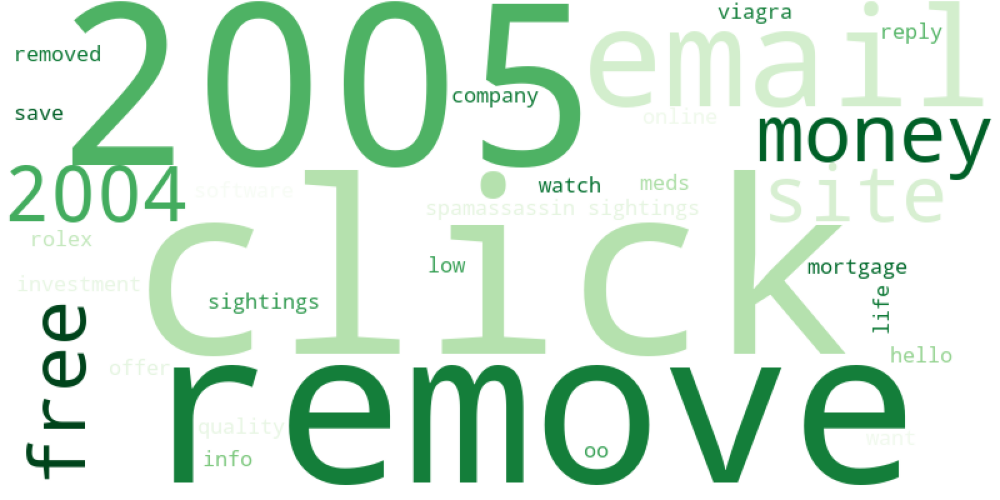 2005
email
viagra
reply
removed
company
save
online
money
2004
software
watch
meds
site
spamassassin sightings
rolex
click
low
mortgage
investment
sightings
life
free
hello
offer
remove
quality
want
info
oo